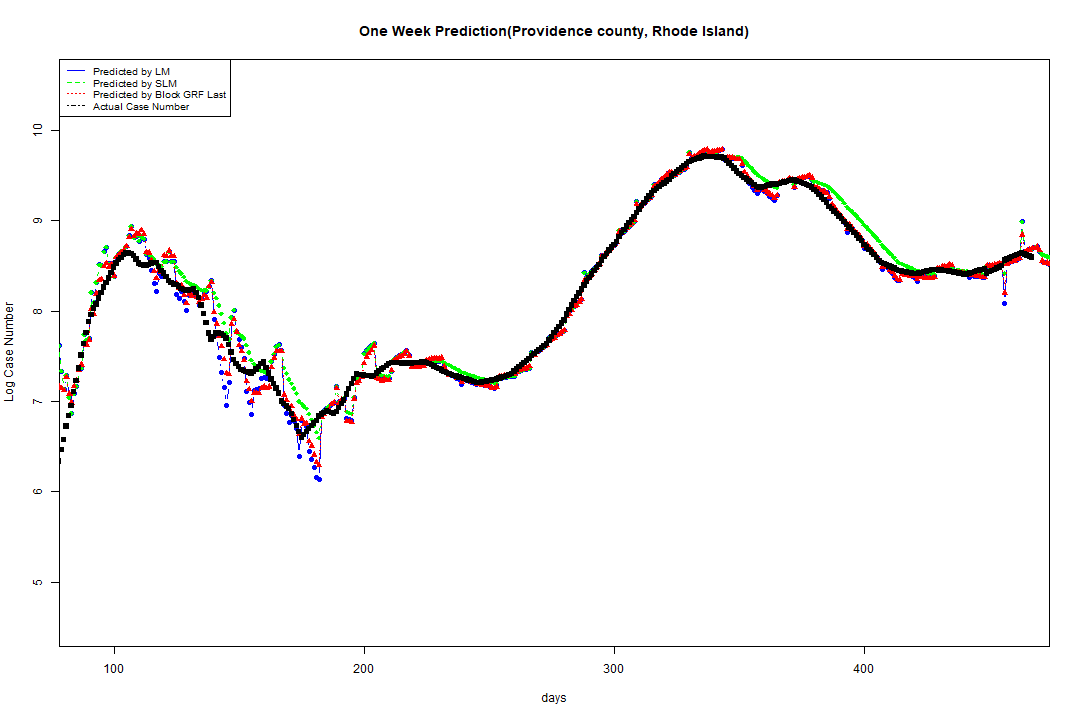 One Week Prediction(Providence county, Rhode Island)
Predicted by LM
Predicted by SLM
Predicted by Block GRF Last
Actual Case Number
Log Case Number
10
9
8
7
6
5
100 200 300 400
days